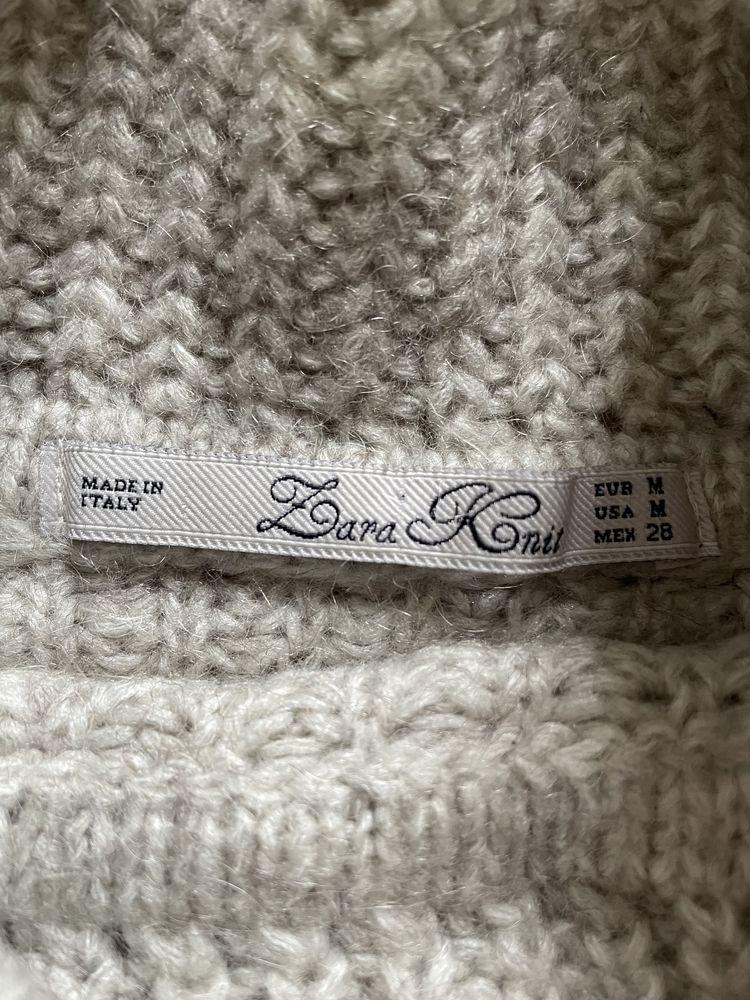 MADE IN
ITALY
Zara Knit
EUR M
USA M
MEX 28